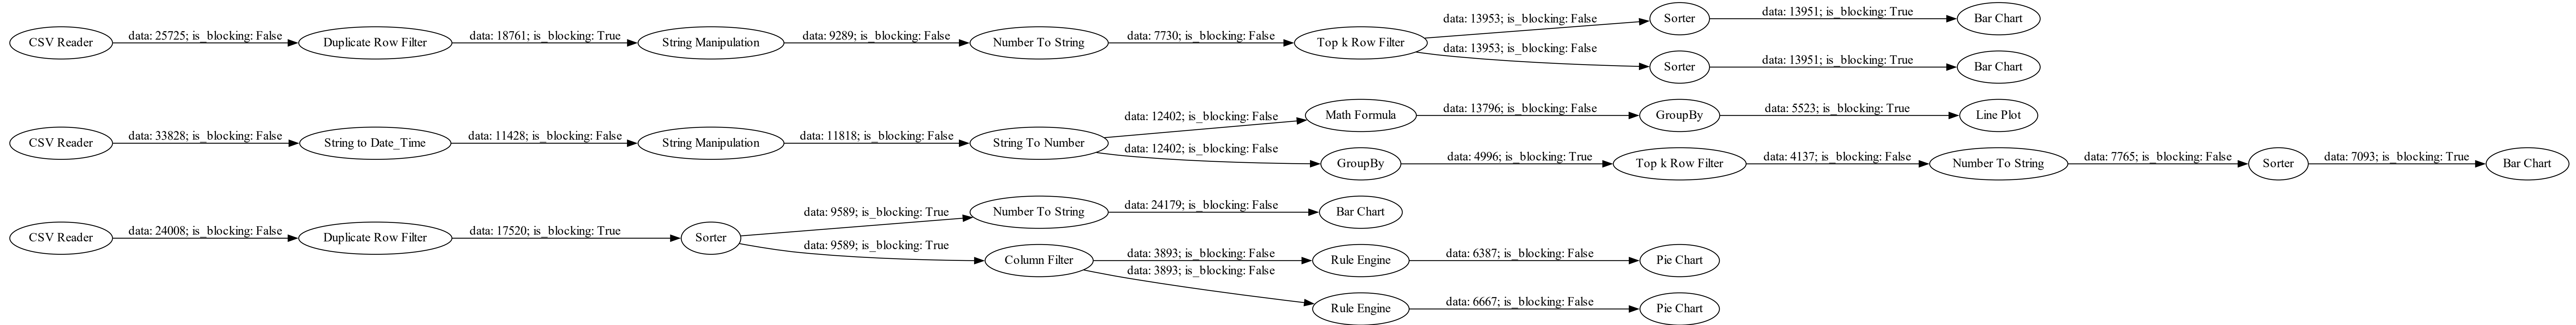 CSV Reader
data: 25725; is_blocking: False
Duplicate Row Filter
data: 18761; is_blocking: True
String Manipulation
data: 9289; is_blocking: False
Number To String
data: 7730; is_blocking: False
Top k Row Filter
data: 13953; is_blocking: False
Sorter
data: 13951; is_blocking: True
Bar Chart
data: 13953; is_blocking: False
Sorter
data: 13951; is_blocking: True
Bar Chart
CSV Reader
data: 33828; is_blocking: False
String to Date_Time
data: 11428; is_blocking: False
String Manipulation
data: 11818; is_blocking: False
String To Number
data: 12402; is_blocking: False
Math Formula
data: 13796; is_blocking: False
GroupBy
data: 5523; is_blocking: True
Line Plot
data: 12402; is_blocking: False
GroupBy
data: 4996; is_blocking: True
Top k Row Filter
data: 4137; is_blocking: False
Number To String
data: 7765; is_blocking: False
Sorter
data: 7093; is_blocking: True
Bar Chart
CSV Reader
data: 24008; is_blocking: False
Duplicate Row Filter
data: 17520; is_blocking: True
Sorter
data: 9589; is_blocking: True
Number To String
data: 24179; is_blocking: False
Bar Chart
data: 9589; is_blocking: True
Column Filter
data: 3893; is_blocking: False
Rule Engine
data: 6387; is_blocking: False
Pie Chart
data: 3893; is_blocking: False
Rule Engine
data: 6667; is_blocking: False
Pie Chart